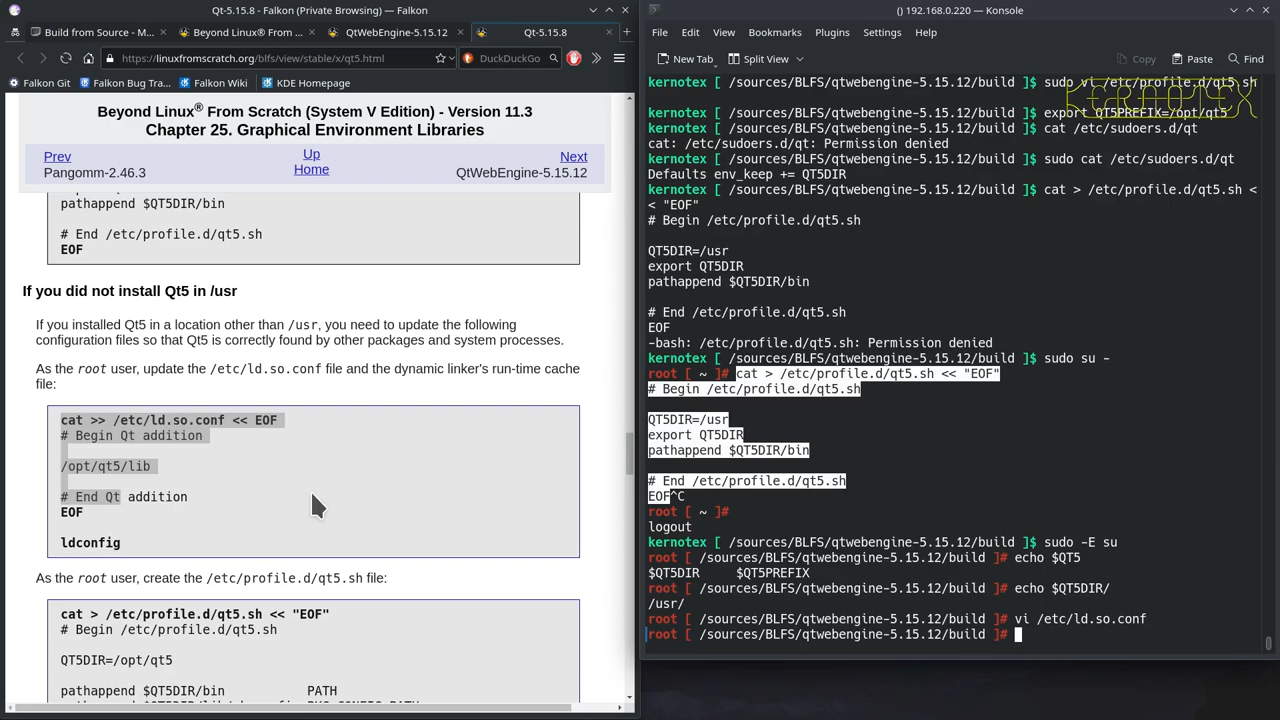 Qt-5.15.8 - Falkon (Private Browsing) — Falkon
Build from Source - M...
Beyond Linux® From ...
QtWebEngine-5.15.12
Qt-5.15.8
https://linuxfromscratch.org/blfs/view/stable/x/qt5.html
DuckDuckGo
Falkon Git
Falkon Bug Tra...
Falkon Wiki
KDE Homepage
Beyond Linux® From Scratch (System V Edition) - Version 11.3
Chapter 25. Graphical Environment Libraries
Prev
Up
Next
Pangomm-2.46.3
Home
QtWebEngine-5.15.12
pathappend $QT5DIR/bin
# End /etc/profile.d/qt5.sh
EOF
If you did not install Qt5 in /usr
If you installed Qt5 in a location other than /usr, you need to update the following
configuration files so that Qt5 is correctly found by other packages and system processes.
As the root user, update the /etc/ld.so.conf file and the dynamic linker's run-time cache
file:
cat >> /etc/ld.so.conf << EOF
# Begin Qt addition
/opt/qt5/lib
# End Qt addition
EOF
ldconfig
As the root user, create the /etc/profile.d/qt5.sh file:
cat > /etc/profile.d/qt5.sh << "EOF"
# Begin /etc/profile.d/qt5.sh
QT5DIR=/opt/qt5
pathappend $QT5DIR/bin PATH
() 192.168.0.220 — Konsole
File Edit View Bookmarks Plugins Settings Help
New Tab Split View Copy Paste Find
kernotex [ /sources/BLFS/qtwebengine-5.15.12/build ]$ sudo vi /etc/profile.d/qt5.sh
kernotex [ /sources/BLFS/qtwebengine-5.15.12/build ]$ export QT5PREFIX=/opt/qt5
KERNOTEX
kernotex [ /sources/BLFS/qtwebengine-5.15.12/build ]$ cat /etc/sudoers.d/qt
cat: /etc/sudoers.d/qt: Permission denied
kernotex [ /sources/BLFS/qtwebengine-5.15.12/build ]$ sudo cat /etc/sudoers.d/qt
Defaults env_keep += QT5DIR
kernotex [ /sources/BLFS/qtwebengine-5.15.12/build ]$ cat > /etc/profile.d/qt5.sh <
< "EOF"
# Begin /etc/profile.d/qt5.sh
QT5DIR=/usr
export QT5DIR
pathappend $QT5DIR/bin
# End /etc/profile.d/qt5.sh
EOF
-bash: /etc/profile.d/qt5.sh: Permission denied
kernotex [ /sources/BLFS/qtwebengine-5.15.12/build ]$ sudo su -
root [ ~ ]# cat > /etc/profile.d/qt5.sh << "EOF"
# Begin /etc/profile.d/qt5.sh
QT5DIR=/usr
export QT5DIR
pathappend $QT5DIR/bin
# End /etc/profile.d/qt5.sh
EOF^C
root [ ~ ]#
logout
kernotex [ /sources/BLFS/qtwebengine-5.15.12/build ]$ sudo -E su
root [ /sources/BLFS/qtwebengine-5.15.12/build ]# echo $QT5
$QT5DIR $QT5PREFIX
root [ /sources/BLFS/qtwebengine-5.15.12/build ]# echo $QT5DIR/
/usr/
root [ /sources/BLFS/qtwebengine-5.15.12/build ]# vi /etc/ld.so.conf
root [ /sources/BLFS/qtwebengine-5.15.12/build ]#